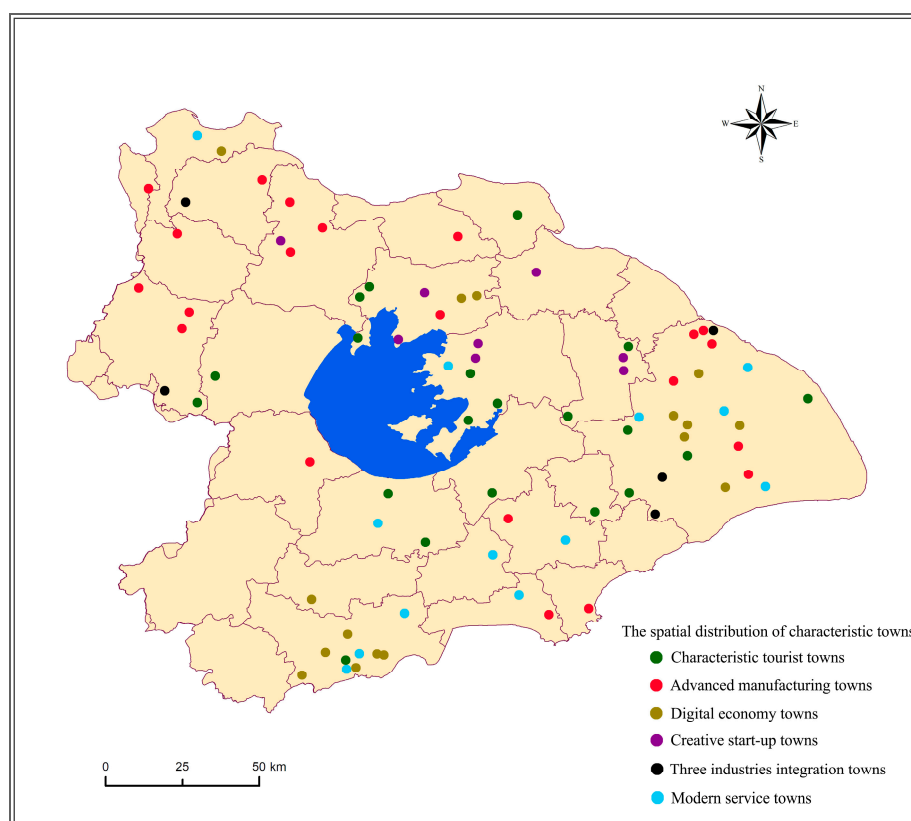 N
W E
S
The spatial distribution of characteristic towns
Characteristic tourist towns
Advanced manufacturing towns
Digital economy towns
Creative start-up towns
Three industries integration towns
Modern service towns
0 25 50 km